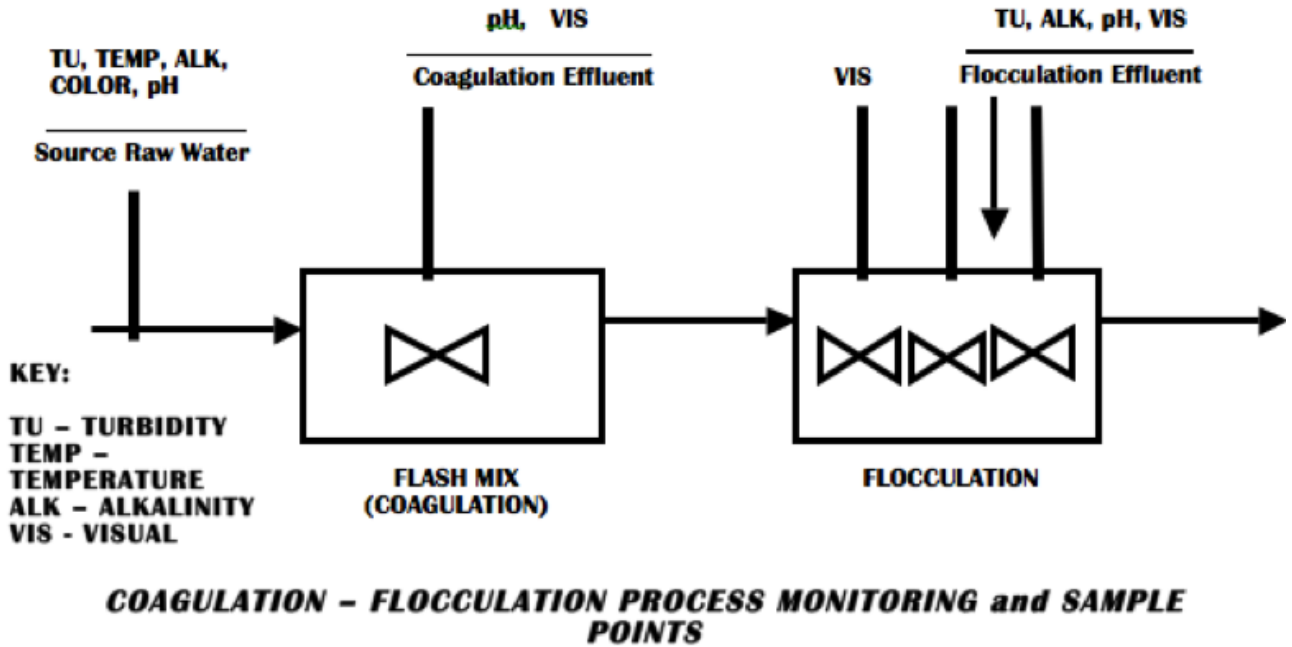 TU, TEMP, ALK,
COLOR, pH
Source Raw Water
pH, VIS
Coagulation Effluent
VIS
TU, ALK, pH, VIS
Flocculation Effluent
KEY:
TU – TURBIDITY
TEMP –
TEMPERATURE
ALK – ALKALINITY
VIS - VISUAL
FLASH MIX
(COAGULATION)
FLOCCULATION
COAGULATION – FLOCCULATION PROCESS MONITORING and SAMPLE
POINTS